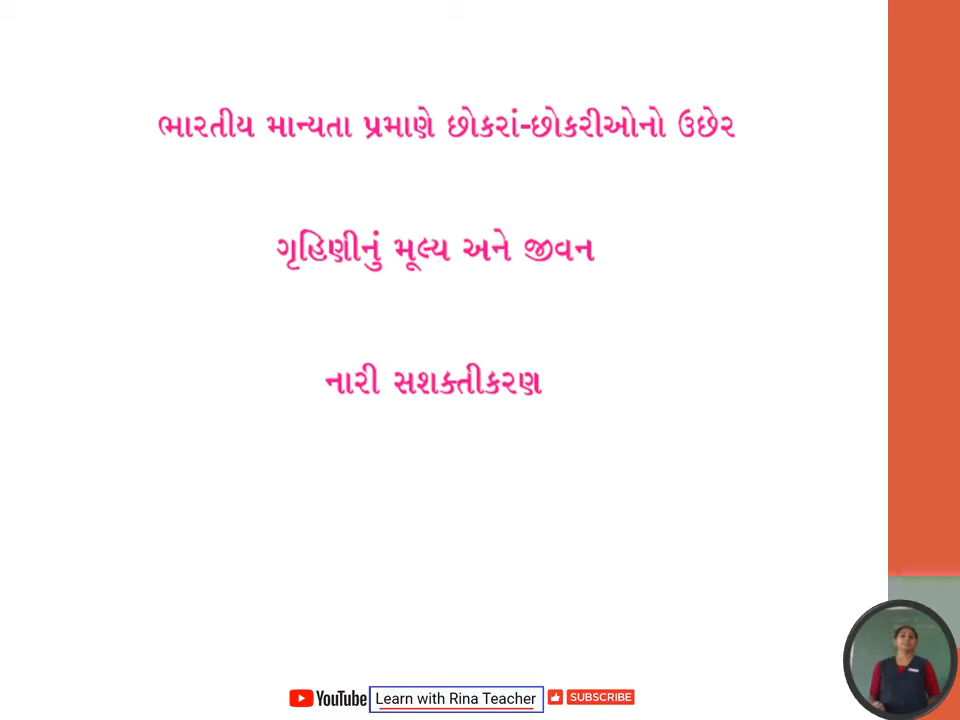 ભારતીય માન્યતા પ્રમાણે છોકરાં-છોકરીઓનો ઉછેર
ગૃહિણીનું મૂલ્ય અને જીવન
નારી સશક્તીકરણ
YouTube Learn with Rina Teacher SUBSCRIBE